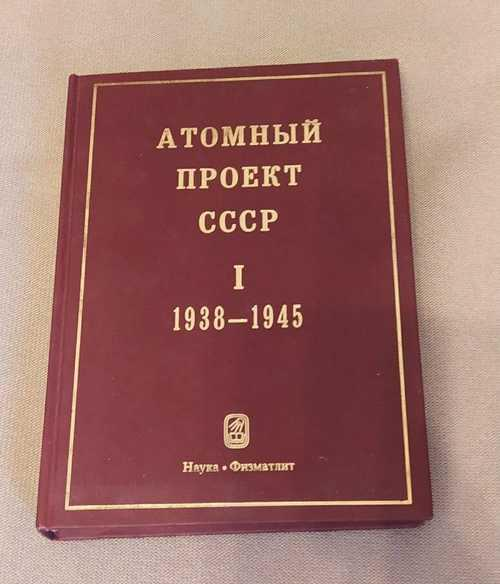 АТОМНЫЙ
ПРОЕКТ
СССР
I
1938—1945
Наука • Физматлит